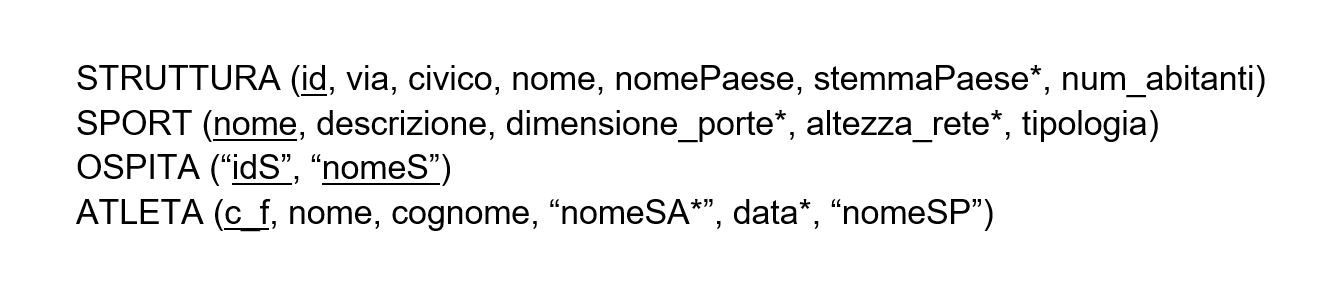 STRUTTURA (id, via, civico, nome, nomePaese, stemmaPaese*, num_abitanti)
SPORT (nome, descrizione, dimensione_porte*, altezza_rete*, tipologia)
OSPITA (“idS”, “nomeS”)
ATLETA (c_f, nome, cognome, “nomeSA*”, data*, “nomeSP”)